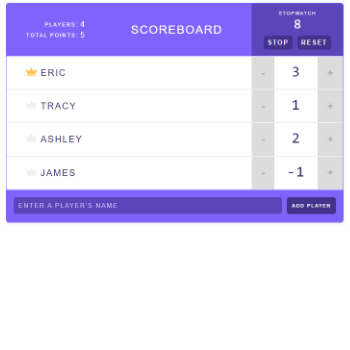 PLAYERS: 4
TOTAL POINTS: 5
SCOREBOARD
STOPWATCH
8
STOP RESET
ERIC - 3 +
TRACY - 1 +
ASHLEY - 2 +
JAMES - -1 +
ENTER A PLAYER'S NAME ADD PLAYER